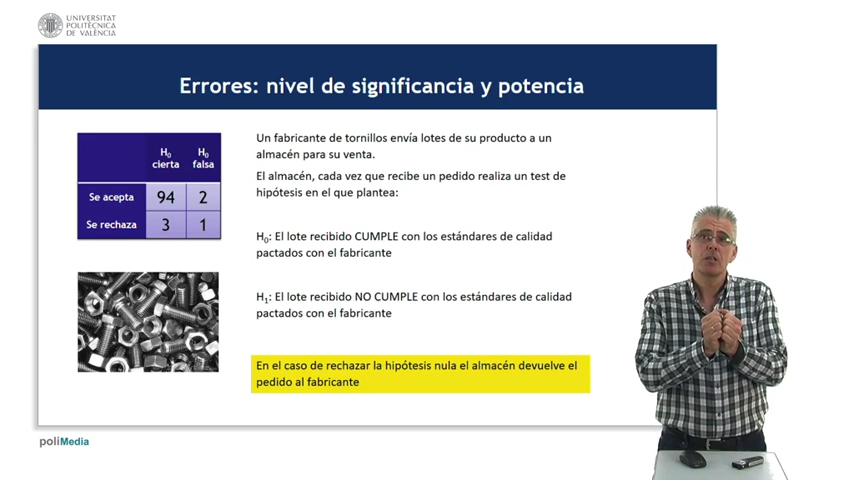 UNIVERSITAT
POLITÈCNICA
DE VALÈNCIA
Errores: nivel de significancia y potencia
H0 cierta
H0 falsa
Se acepta 94 2
Se rechaza 3 1
Un fabricante de tornillos envía lotes de su producto a un
almacén para su venta.
El almacén, cada vez que recibe un pedido realiza un test de
hipótesis en el que plantea:
H0: El lote recibido CUMPLE con los estándares de calidad
pactados con el fabricante
H1: El lote recibido NO CUMPLE con los estándares de calidad
pactados con el fabricante
En el caso de rechazar la hipótesis nula el almacén devuelve el
pedido al fabricante
poliMedia